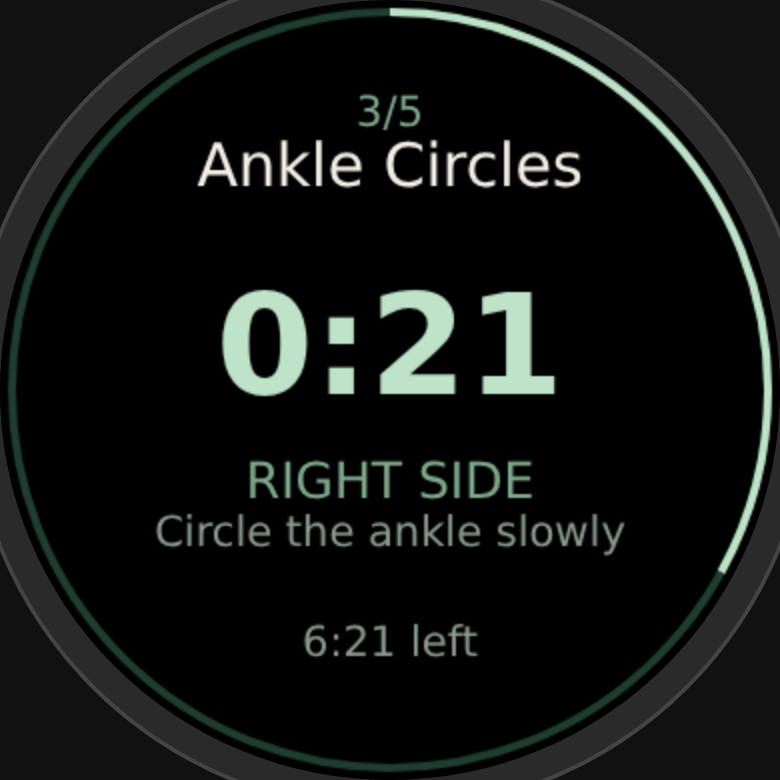 3/5
Ankle Circles
0:21
RIGHT SIDE
Circle the ankle slowly
6:21 left